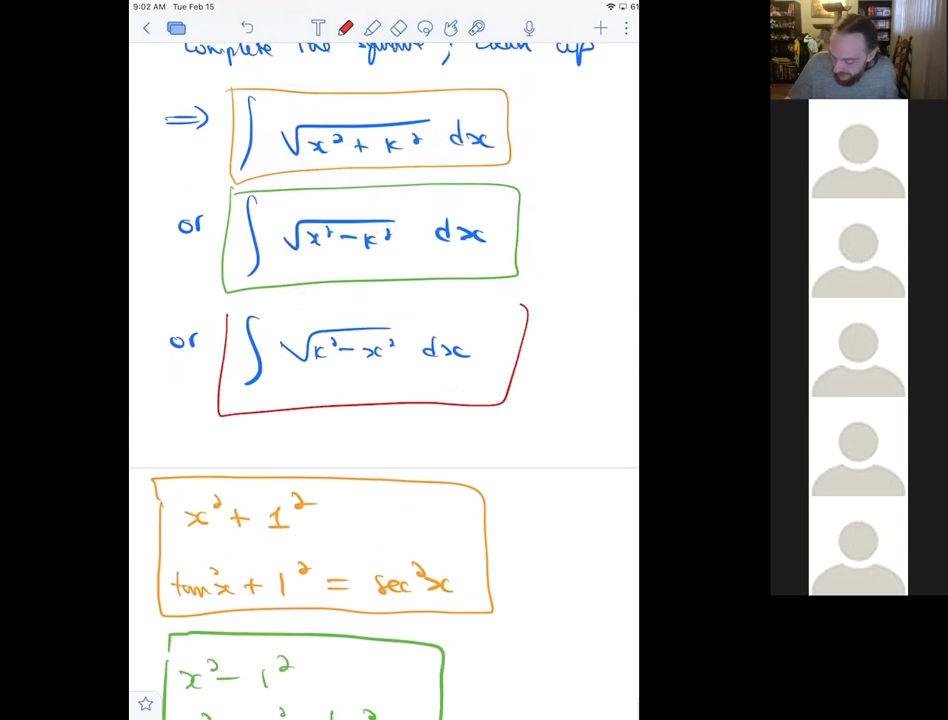 9:02 AM Tue Feb 15
61
complete the square, clean up
⇒ ∫ √(x² + k²) dx
or ∫ √(x² − k²) dx
or ∫ √(k² − x²) dx
x² + 1²
tan²x + 1² = sec²x
x² − 1²